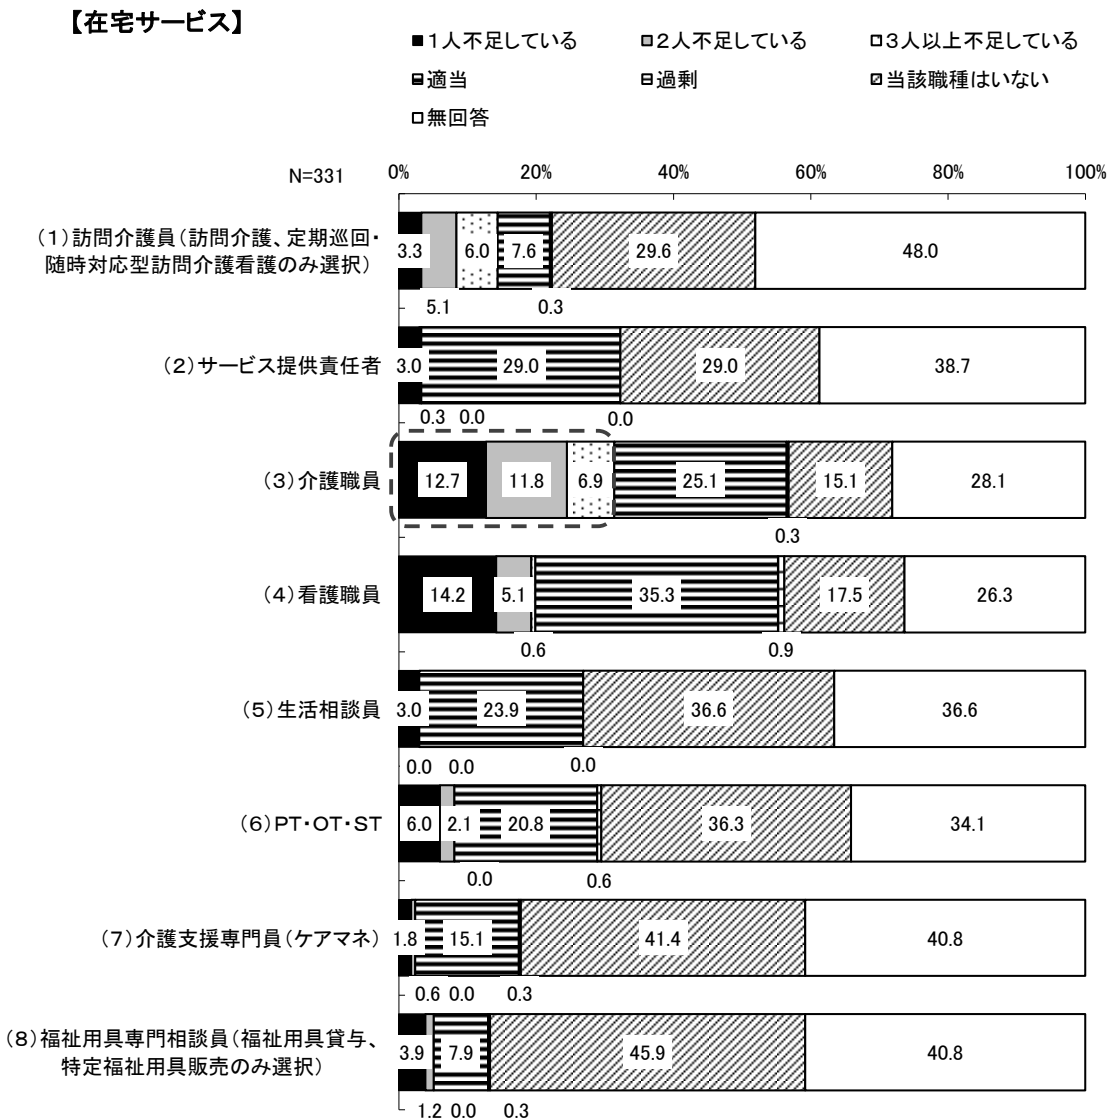 【在宅サービス】
1人不足している 2人不足している 3人以上不足している
適当 過剰 当該職種はいない
無回答
N=331 0% 20% 40% 60% 80% 100%
(1)訪問介護員(訪問介護、定期巡回・
随時対応型訪問介護看護のみ選択)
3.3 6.0 7.6 29.6 48.0
5.1 0.3
(2)サービス提供責任者 3.0 29.0 29.0 38.7
0.3 0.0 0.0
(3)介護職員 12.7 11.8 6.9 25.1 15.1 28.1
0.3
(4)看護職員 14.2 5.1 35.3 17.5 26.3
0.6 0.9
(5)生活相談員 3.0 23.9 36.6 36.6
0.0 0.0 0.0
(6)PT・OT・ST 6.0 2.1 20.8 36.3 34.1
0.0 0.6
(7)介護支援専門員(ケアマネ) 1.8 15.1 41.4 40.8
0.6 0.0 0.3
(8)福祉用具専門相談員(福祉用具貸与、
特定福祉用具販売のみ選択)
3.9 7.9 45.9 40.8
1.2 0.0 0.3